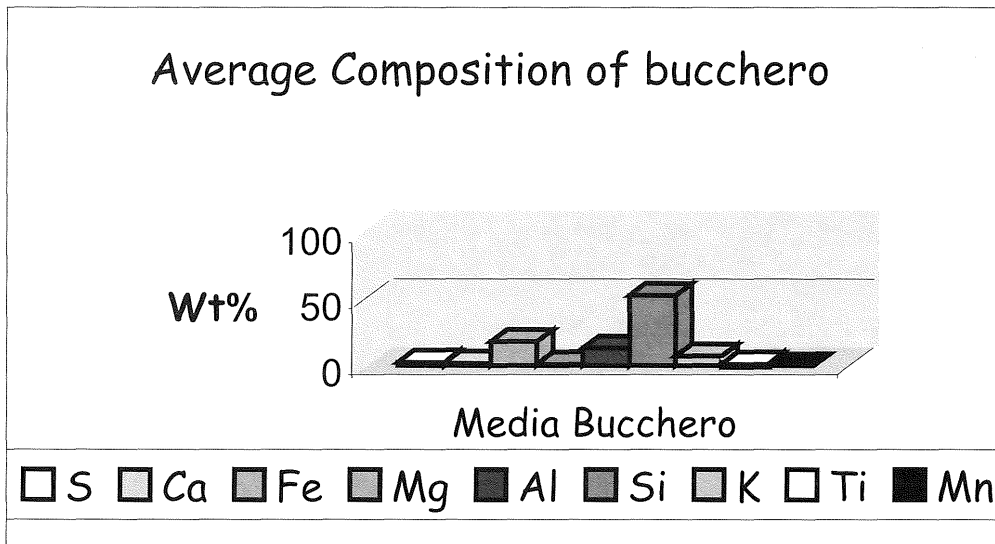 Average Composition of bucchero
100
Wt% 50
0
Media Bucchero
S Ca Fe Mg Al Si K Ti Mn